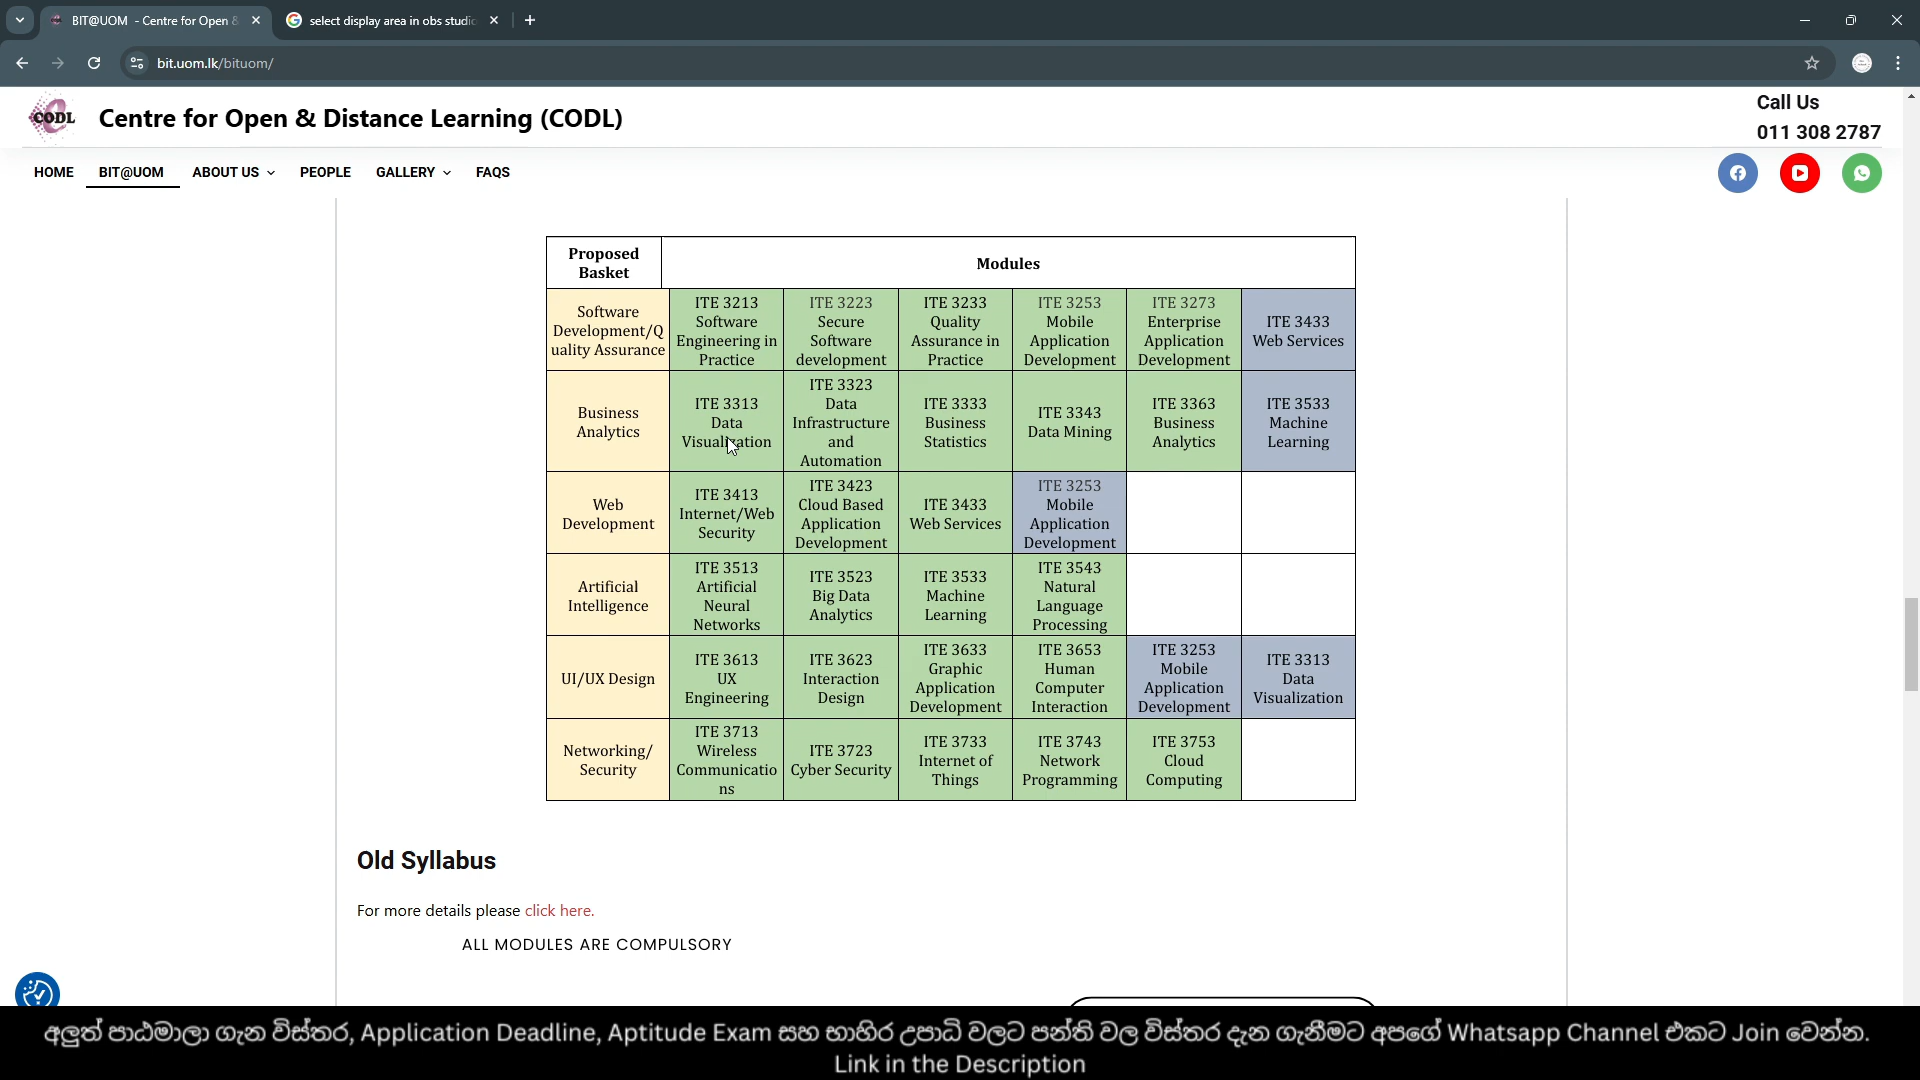 BIT@UOM - Centre for Open &
select display area in obs studio
bit.uom.lk/bituom/
CODL
Centre for Open & Distance Learning (CODL)
Call Us
011 308 2787
HOME
BIT@UOM
ABOUT US
PEOPLE
GALLERY
FAQS
Proposed
Basket
Modules
Software
Development/Q
uality Assurance
ITE 3213
Software
Engineering in
Practice
ITE 3223
Secure
Software
development
ITE 3233
Quality
Assurance in
Practice
ITE 3253
Mobile
Application
Development
ITE 3273
Enterprise
Application
Development
ITE 3433
Web Services
Business
Analytics
ITE 3313
Data
Visualization
ITE 3323
Data
Infrastructure
and
Automation
ITE 3333
Business
Statistics
ITE 3343
Data Mining
ITE 3363
Business
Analytics
ITE 3533
Machine
Learning
Web
Development
ITE 3413
Internet/Web
Security
ITE 3423
Cloud Based
Application
Development
ITE 3433
Web Services
ITE 3253
Mobile
Application
Development
Artificial
Intelligence
ITE 3513
Artificial
Neural
Networks
ITE 3523
Big Data
Analytics
ITE 3533
Machine
Learning
ITE 3543
Natural
Language
Processing
UI/UX Design
ITE 3613
UX
Engineering
ITE 3623
Interaction
Design
ITE 3633
Graphic
Application
Development
ITE 3653
Human
Computer
Interaction
ITE 3253
Mobile
Application
Development
ITE 3313
Data
Visualization
Networking/
Security
ITE 3713
Wireless
Communicatio
ns
ITE 3723
Cyber Security
ITE 3733
Internet of
Things
ITE 3743
Network
Programming
ITE 3753
Cloud
Computing
Old Syllabus
For more details please click here.
ALL MODULES ARE COMPULSORY
අලුත් පාඨමාලා ගැන විස්තර, Application Deadline, Aptitude Exam සහ භාහිර උපාධි වලට පන්ති වල විස්තර දැන ගැනීමට අපගේ Whatsapp Channel එකට Join වෙන්න.
Link in the Description